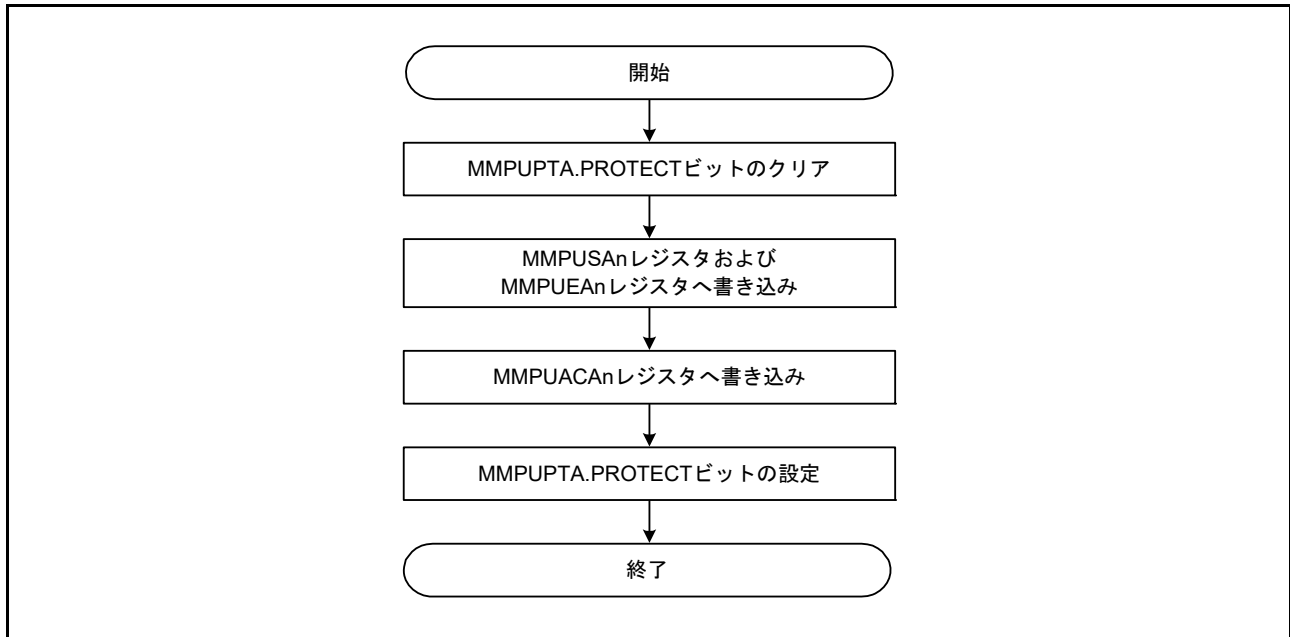 開始
MMPUPTA.PROTECTビットのクリア
MMPUSAnレジスタおよび
MMPUEAnレジスタへ書き込み
MMPUACAnレジスタへ書き込み
MMPUPTA.PROTECTビットの設定
終了